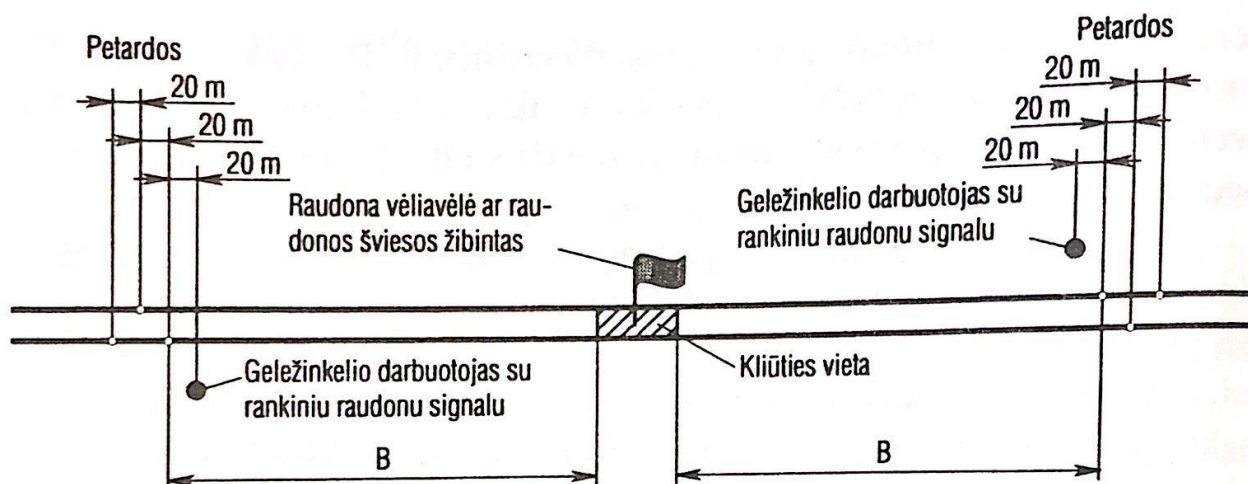 Petardos
20 m
20 m
20 m
Petardos
20 m
20 m
20 m
Raudona vėliavėlė ar rau-
donos šviesos žibintas
Geležinkelio darbuotojas su
rankiniu raudonu signalu
Geležinkelio darbuotojas su
rankiniu raudonu signalu
Kliūties vieta
B
B